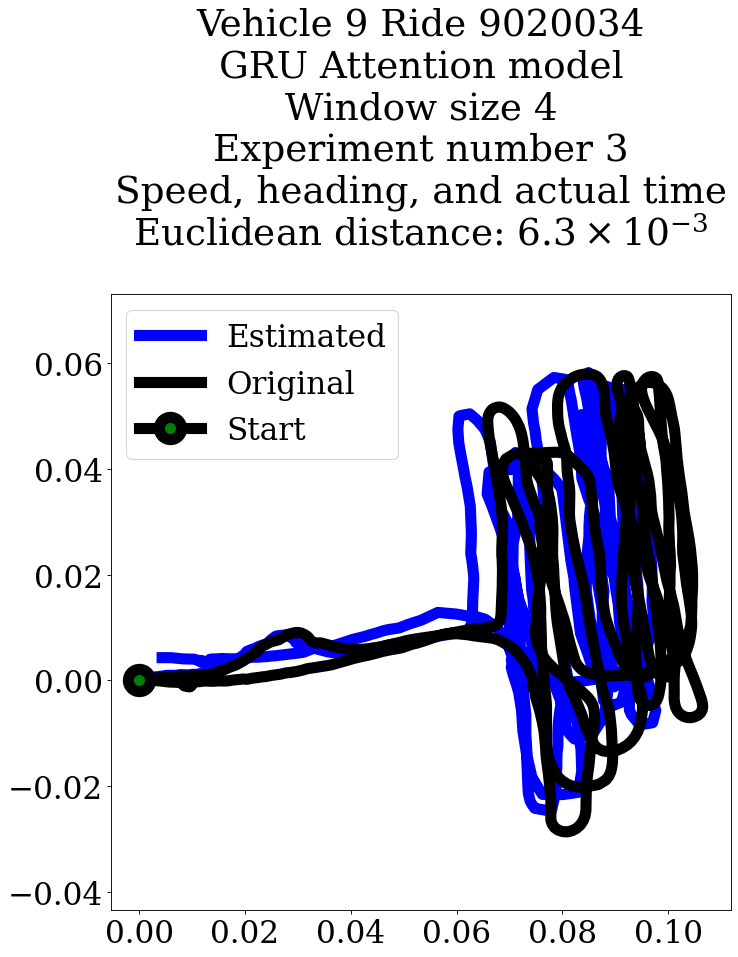 Vehicle 9 Ride 9020034
GRU Attention model
Window size 4
Experiment number 3
Speed, heading, and actual time
Euclidean distance: 6.3 × 10⁻³
Estimated
Original
Start
0.06
0.04
0.02
0.00
−0.02
−0.04
0.00 0.02 0.04 0.06 0.08 0.10